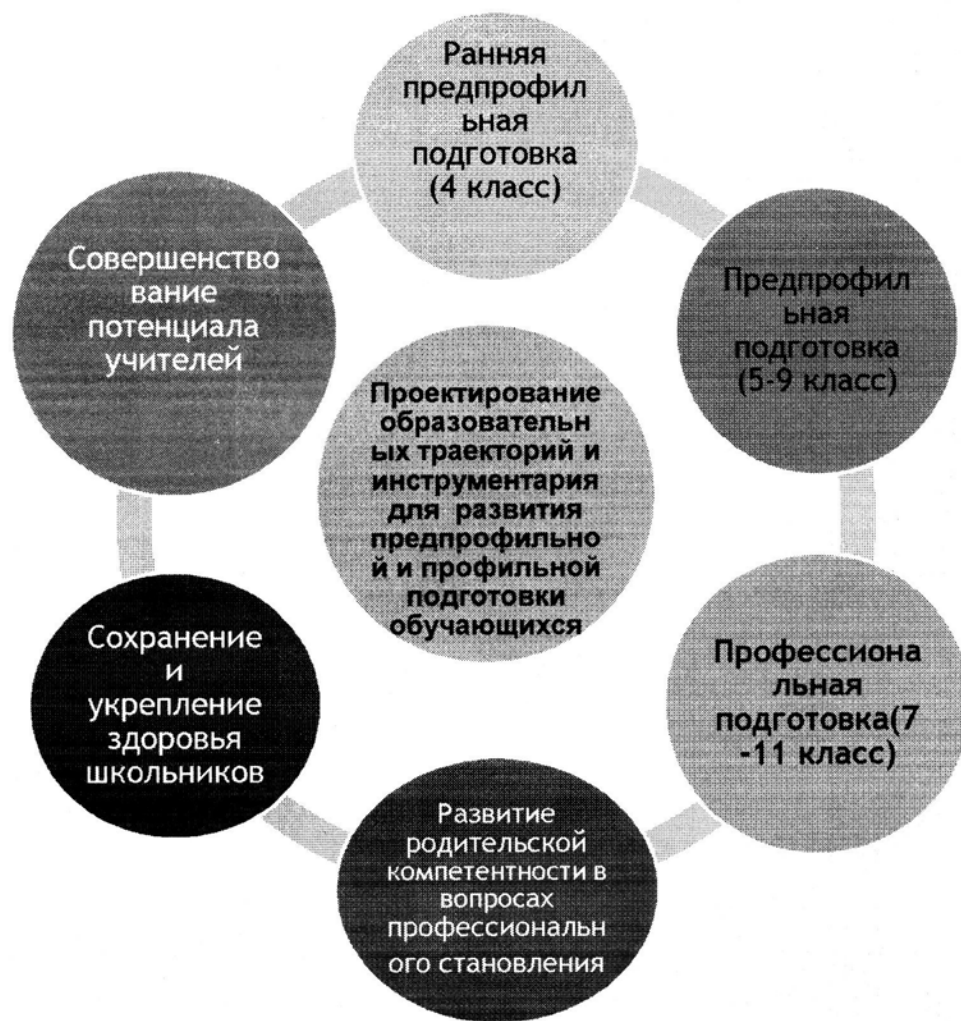 Ранняя
предпрофил
ьная
подготовка
(4 класс)
Предпрофил
ьная
подготовка
(5-9 класс)
Профессиона
льная
подготовка(7
-11 класс)
Развитие
родительской
компетентности в
вопросах
профессиональн
ого становления
Сохранение
и
укрепление
здоровья
школьников
Совершенство
вание
потенциала
учителей
Проектирование
образовательн
ых траекторий и
инструментария
для развития
предпрофильно
й и профильной
подготовки
обучающихся